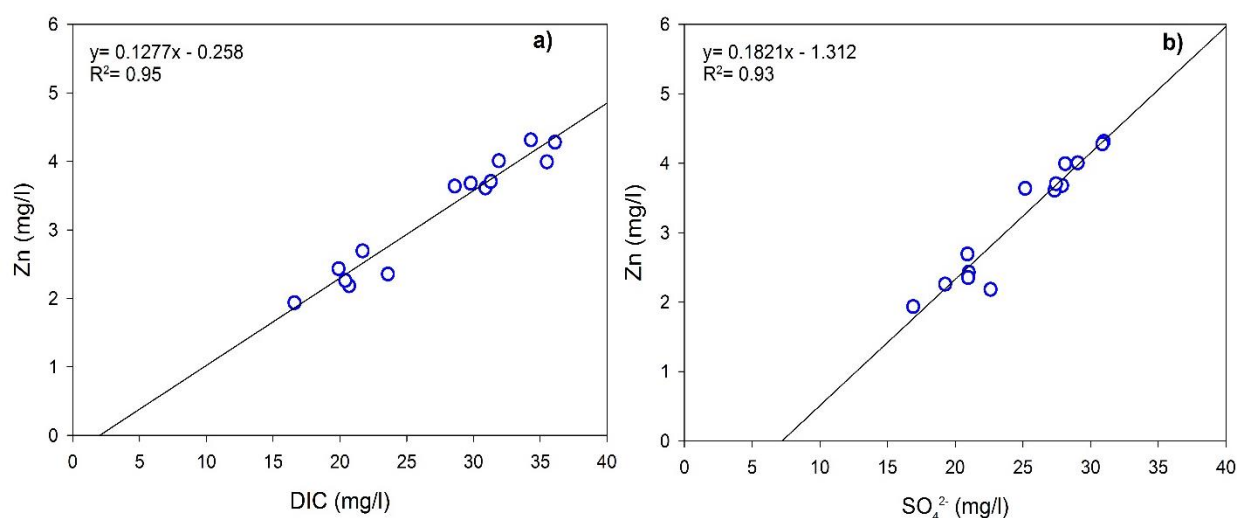 y= 0.1277x - 0.258
R²= 0.95
a)
Zn (mg/l)
6
5
4
3
2
1
0
0 5 10 15 20 25 30 35 40
DIC (mg/l)
y= 0.1821x - 1.312
R²= 0.93
b)
Zn (mg/l)
6
5
4
3
2
1
0
0 5 10 15 20 25 30 35 40
SO₄²⁻ (mg/l)